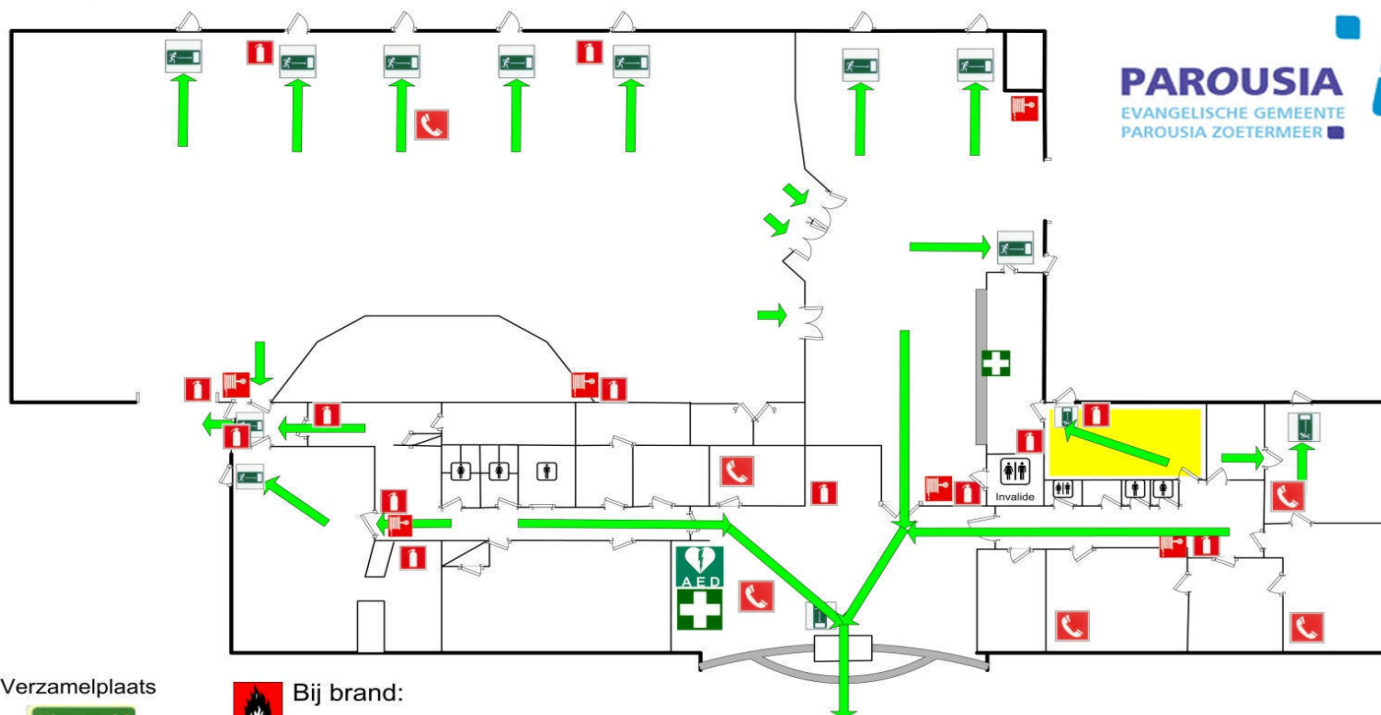 PAROUSIA
EVANGELISCHE GEMEENTE
PAROUSIA ZOETERMEER
Invalide
AED
Verzamelplaats
Bij brand: